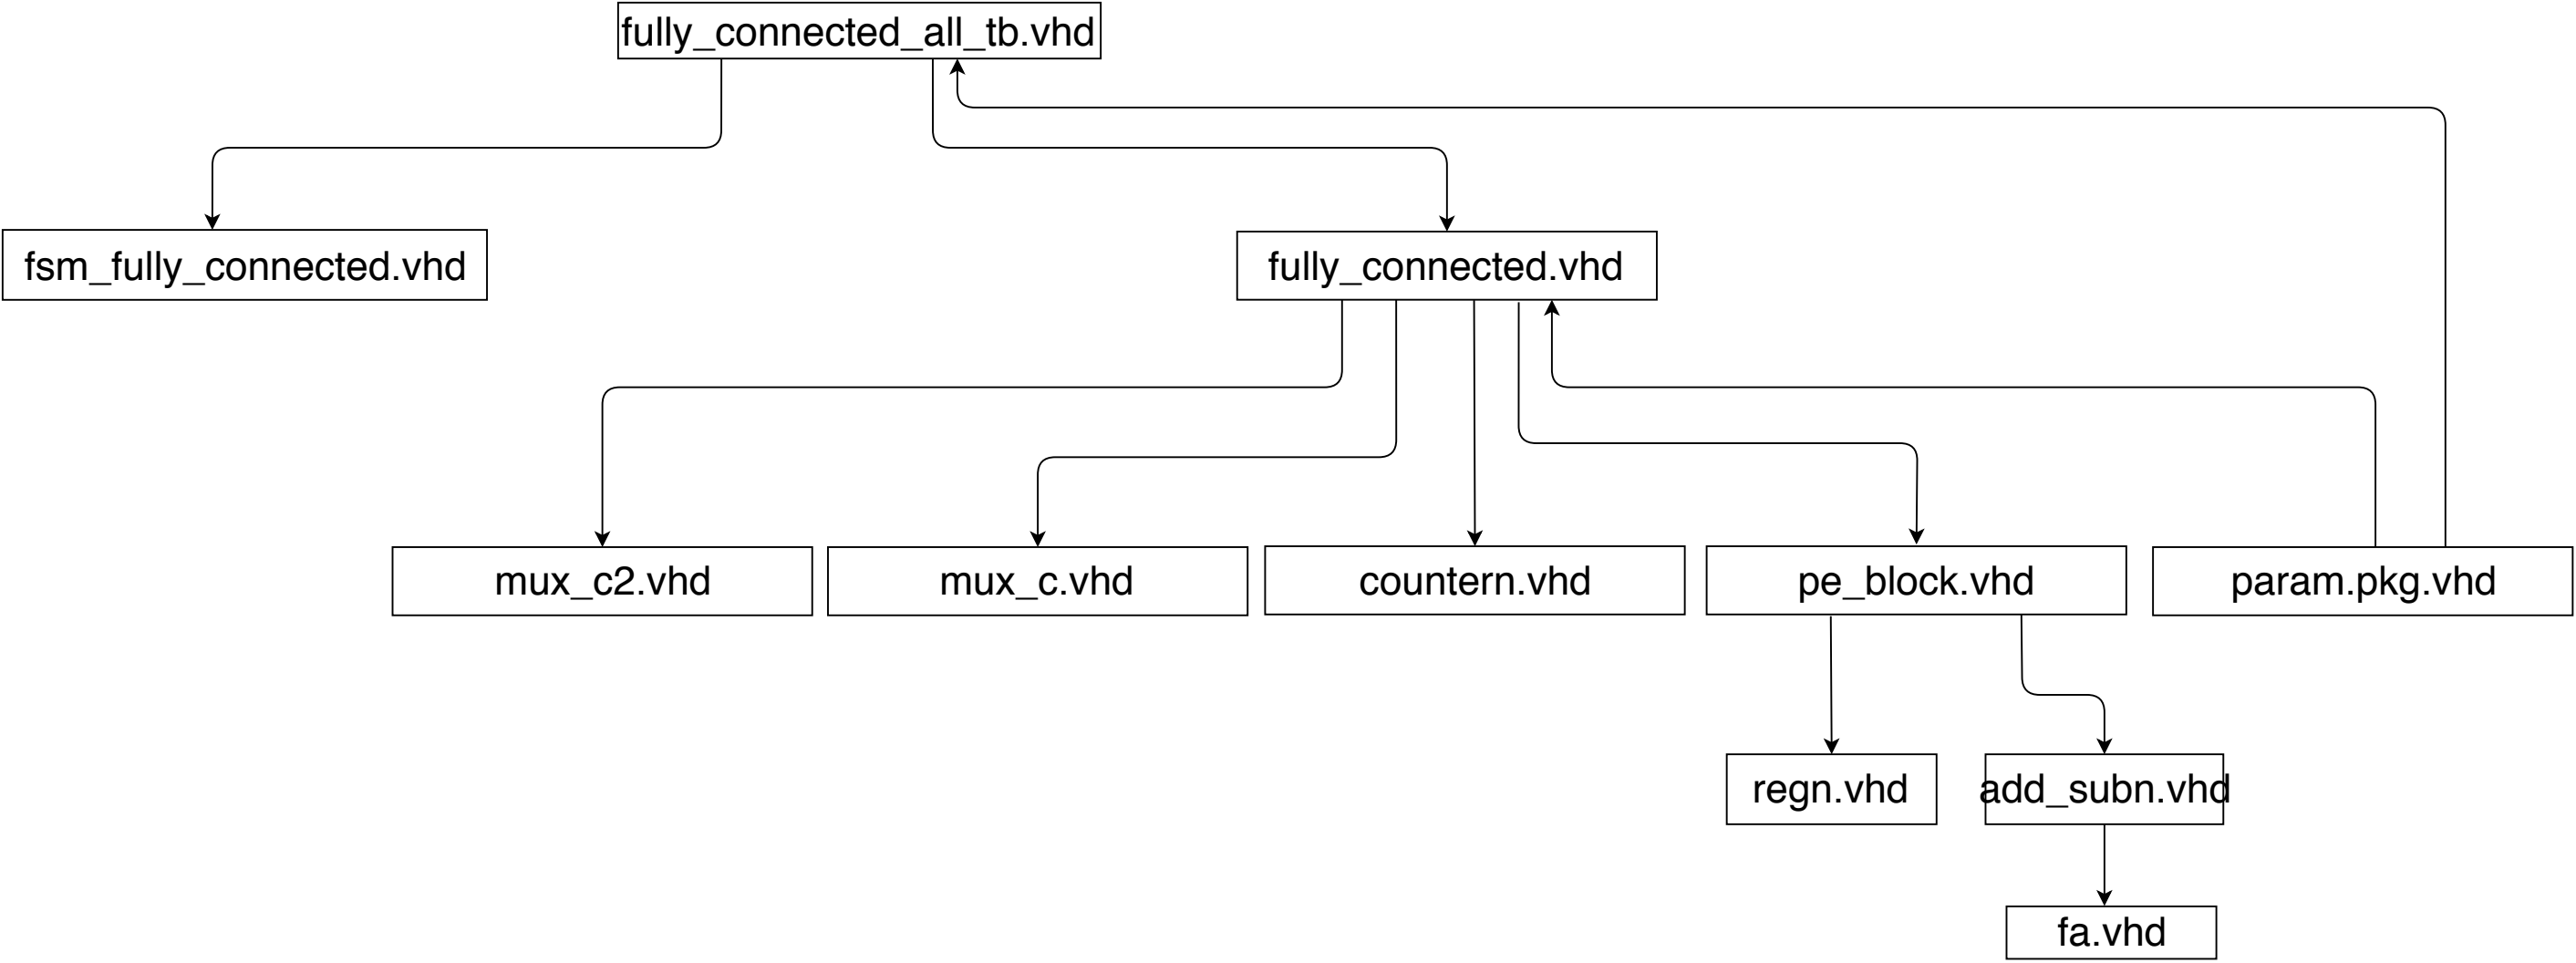 fully_connected_all_tb.vhd
fsm_fully_connected.vhd
fully_connected.vhd
mux_c2.vhd
mux_c.vhd
countern.vhd
pe_block.vhd
param.pkg.vhd
regn.vhd
add_subn.vhd
fa.vhd